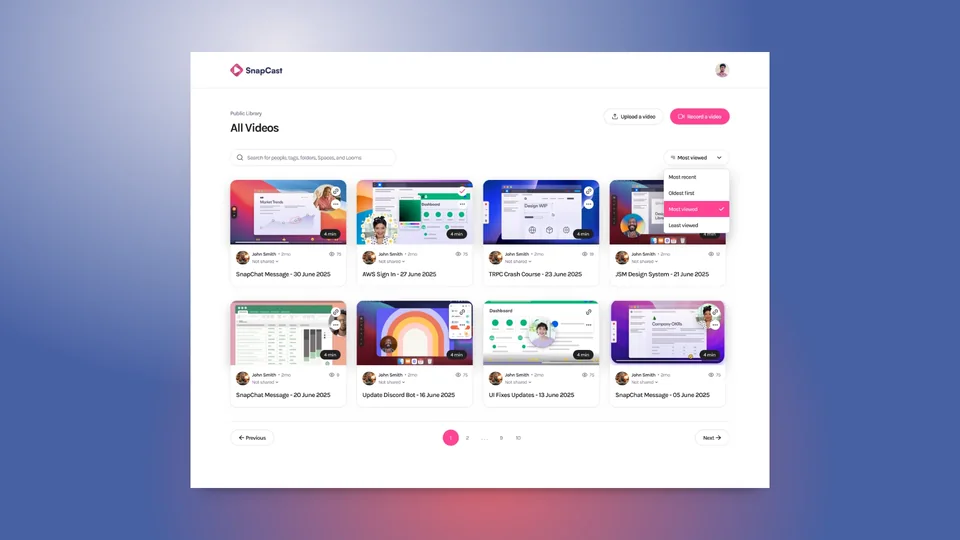 SnapCast
Public Library
All Videos
Upload a video
Record a video
Search for people, tags, folders, Spaces, and Looms
Most viewed
Most recent
Oldest first
Most viewed
Least viewed
Market Trends
4 min
Dashboard
4 min
4 min
4 min
John Smith • 2mo
Not shared
SnapChat Message - 30 June 2025
John Smith • 2mo
Not shared
AWS Sign In - 27 June 2025
John Smith • 2mo
Not shared
TRPC Crash Course - 23 June 2025
John Smith • 2mo
12
Not shared
JSM Design System - 21 June 2025
4 min
4 min
Dashboard
4 min
Company OKRs
4 min
John Smith • 2mo
Not shared
SnapChat Message - 20 June 2025
John Smith • 2mo
Not shared
Update Discord Bot - 16 June 2025
John Smith • 2mo
Not shared
UI Fixes Updates - 13 June 2025
John Smith • 2mo
Not shared
SnapChat Message - 05 June 2025
Previous
1
2
....
9
10
Next